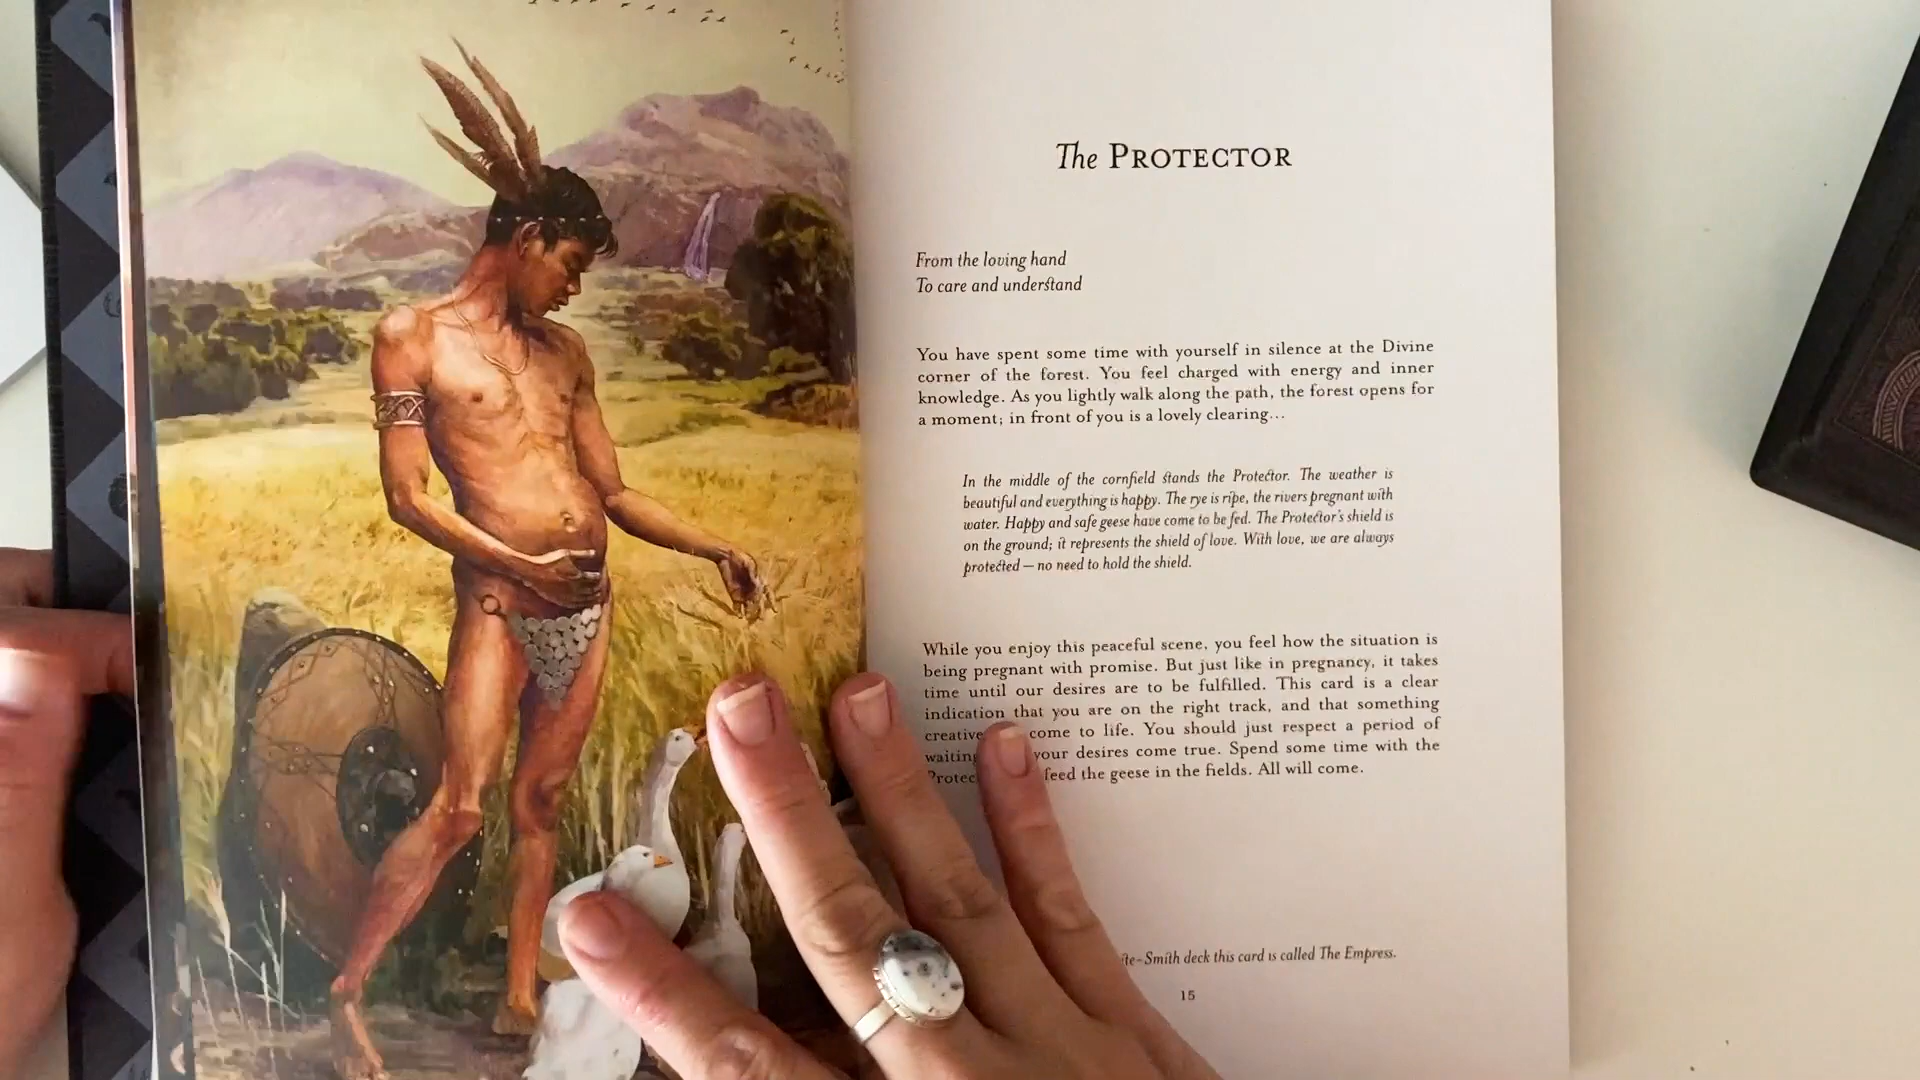 The PROTECTOR
From the loving hand
To care and understand
You have spent some time with yourself in silence at the Divine
corner of the forest. You feel charged with energy and inner
knowledge. As you lightly walk along the path, the forest opens for
a moment; in front of you is a lovely clearing...
In the middle of the cornfield stands the Protector. The weather is
beautiful and everything is happy. The rye is ripe, the rivers pregnant with
water. Happy and safe geese have come to be fed. The Protector's shield is
on the ground; it represents the shield of love. With love, we are always
protected – no need to hold the shield.
While you enjoy this peaceful scene, you feel how the situation is
being pregnant with promise. But just like in pregnancy, it takes
time until our desires are to be fulfilled. This card is a clear
indication that you are on the right track, and that something
creative come to life. You should just respect a period of
waiting your desires come true. Spend some time with the
feed the geese in the fields. All will come.
Smith deck this card is called The Empress.
15